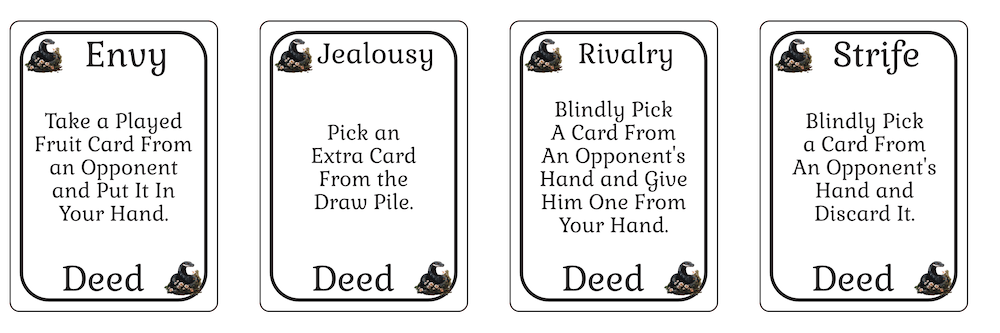 Envy
Take a Played
Fruit Card From
an Opponent
and Put It In
Your Hand.
Deed
Jealousy
Pick an
Extra Card
From the
Draw Pile.
Deed
Rivalry
Blindly Pick
A Card From
An Opponent's
Hand and Give
Him One From
Your Hand.
Deed
Strife
Blindly Pick
a Card From
An Opponent's
Hand and
Discard It.
Deed